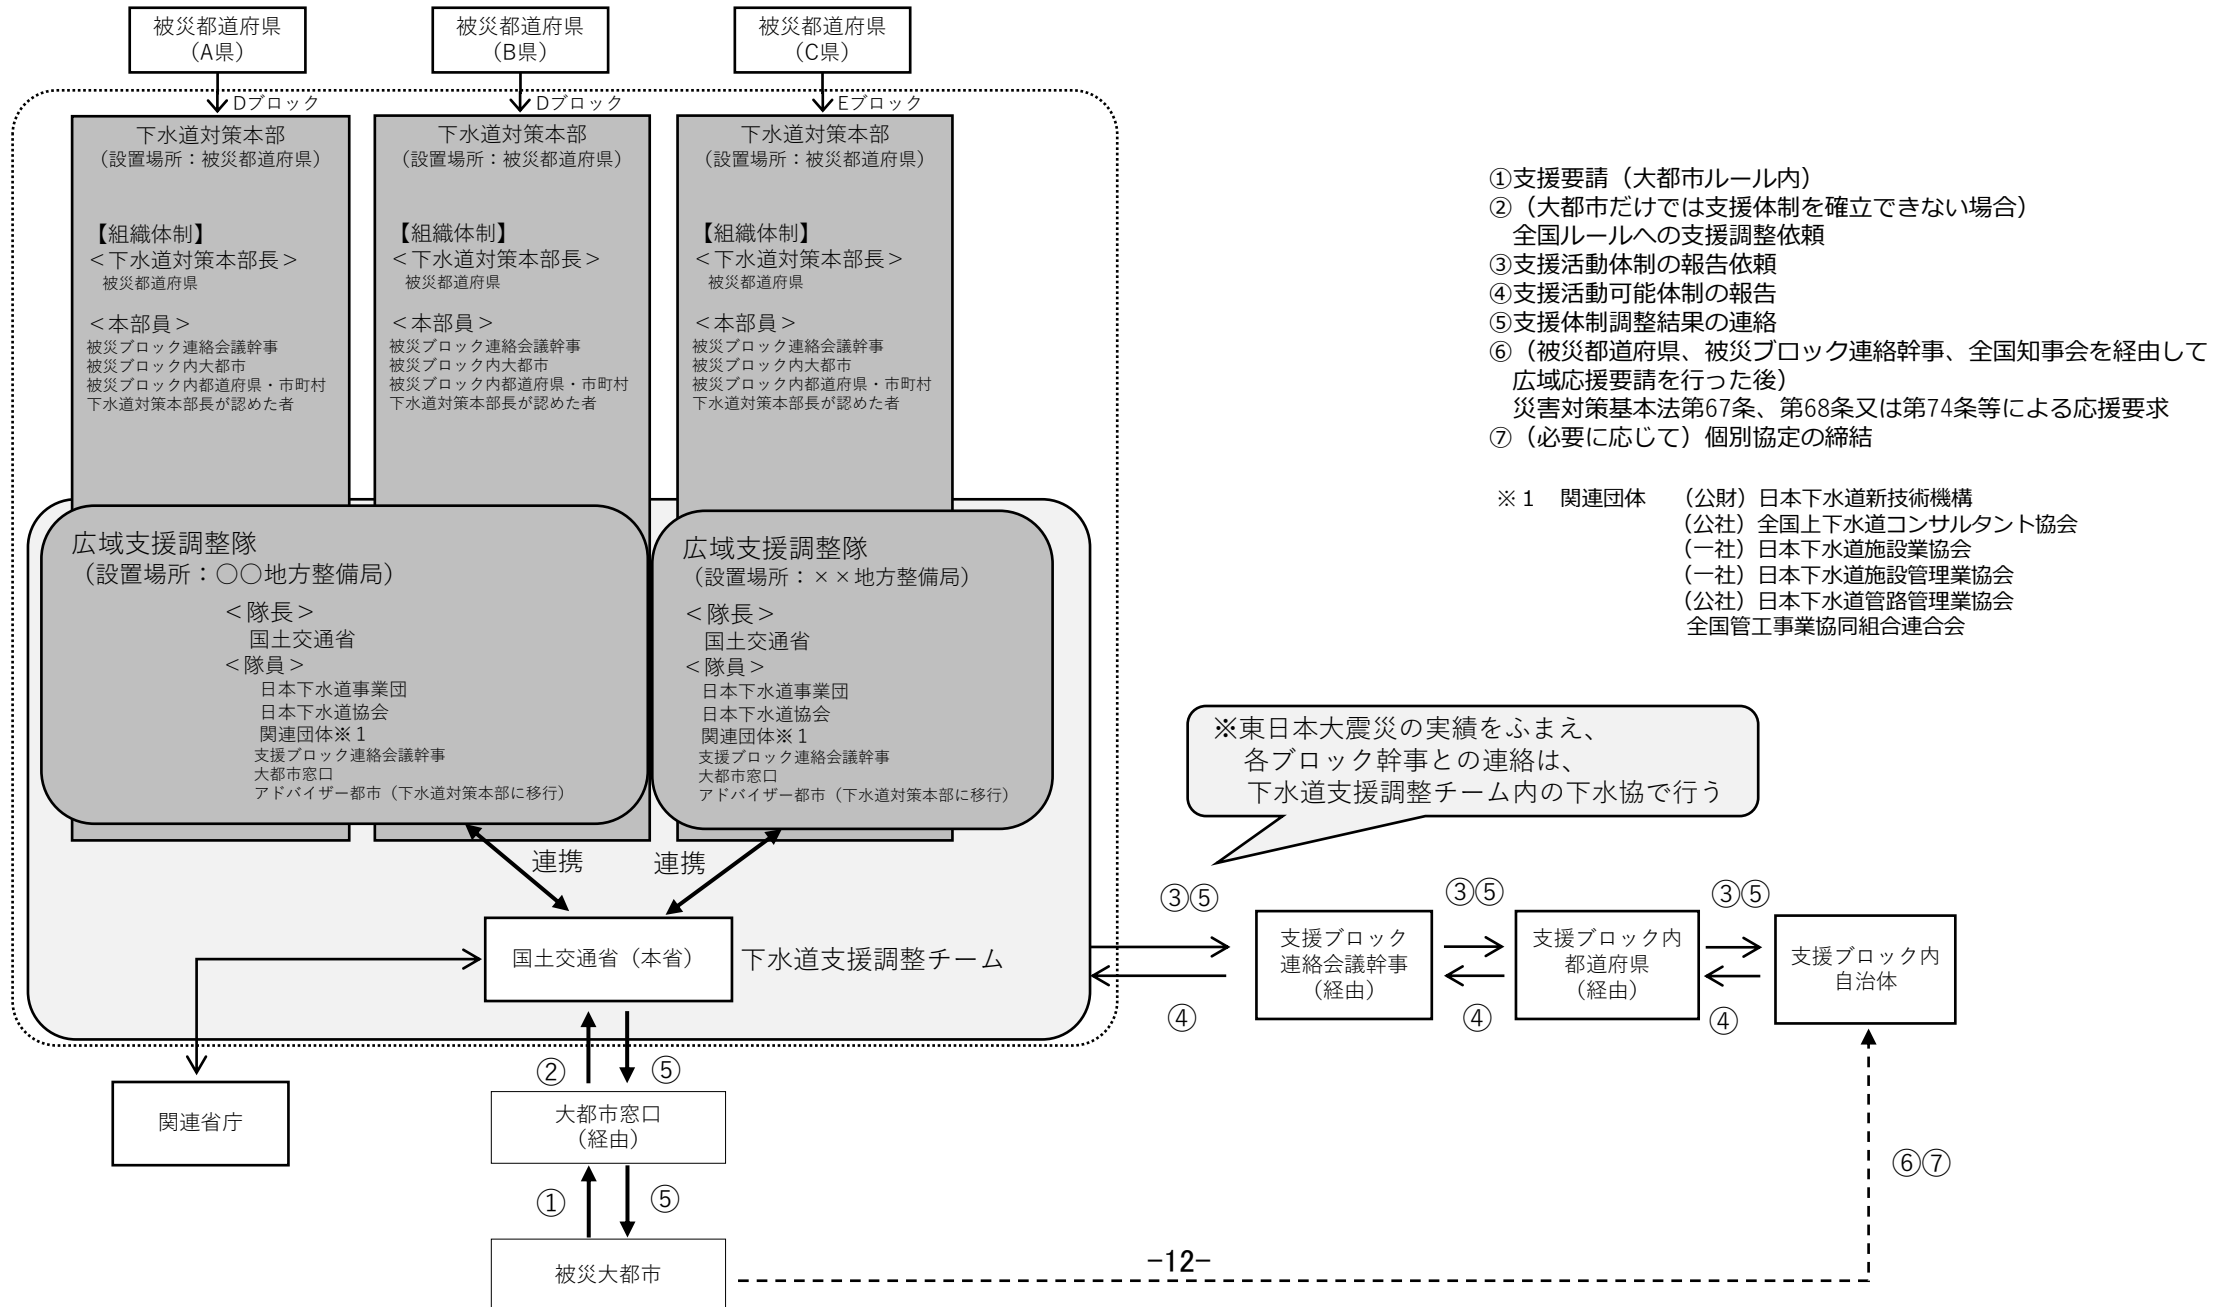 被災都道府県
（A県）
被災都道府県
（B県）
被災都道府県
（C県）
Dブロック
Dブロック
Eブロック
下水道対策本部
（設置場所：被災都道府県）
【組織体制】
＜下水道対策本部長＞
被災都道府県
＜本部員＞
被災ブロック連絡会議幹事
被災ブロック内大都市
被災ブロック内都道府県・市町村
下水道対策本部長が認めた者
下水道対策本部
（設置場所：被災都道府県）
【組織体制】
＜下水道対策本部長＞
被災都道府県
＜本部員＞
被災ブロック連絡会議幹事
被災ブロック内大都市
被災ブロック内都道府県・市町村
下水道対策本部長が認めた者
下水道対策本部
（設置場所：被災都道府県）
【組織体制】
＜下水道対策本部長＞
被災都道府県
＜本部員＞
被災ブロック連絡会議幹事
被災ブロック内大都市
被災ブロック内都道府県・市町村
下水道対策本部長が認めた者
①支援要請（大都市ルール内）
②（大都市だけでは支援体制を確立できない場合）
全国ルールへの支援調整依頼
③支援活動体制の報告依頼
④支援活動可能体制の報告
⑤支援体制調整結果の連絡
⑥（被災都道府県、被災ブロック連絡幹事、全国知事会を経由して
広域応援要請を行った後）
災害対策基本法第67条、第68条又は第74条等による応援要求
⑦（必要に応じて）個別協定の締結
※１　関連団体　（公財）日本下水道新技術機構
（公社）全国上下水道コンサルタント協会
（一社）日本下水道施設業協会
（一社）日本下水道施設管理業協会
（公社）日本下水道管路管理業協会
全国管工事業協同組合連合会
広域支援調整隊
（設置場所：○○地方整備局）
＜隊長＞
国土交通省
＜隊員＞
日本下水道事業団
日本下水道協会
関連団体※１
支援ブロック連絡会議幹事
大都市窓口
アドバイザー都市（下水道対策本部に移行）
広域支援調整隊
（設置場所：××地方整備局）
＜隊長＞
国土交通省
＜隊員＞
日本下水道事業団
日本下水道協会
関連団体※１
支援ブロック連絡会議幹事
大都市窓口
アドバイザー都市（下水道対策本部に移行）
連携
連携
※東日本大震災の実績をふまえ、
各ブロック幹事との連絡は、
下水道支援調整チーム内の下水協で行う
国土交通省（本省）
下水道支援調整チーム
③⑤
③⑤
③⑤
支援ブロック
連絡会議幹事
（経由）
支援ブロック内
都道府県
（経由）
支援ブロック内
自治体
④
④
④
②
⑤
関連省庁
大都市窓口
（経由）
①
⑤
⑥⑦
被災大都市
-12-